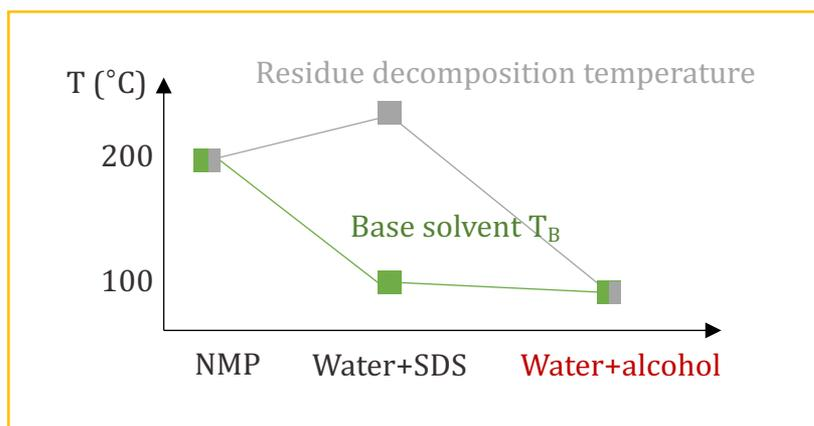 T (˚C)
Residue decomposition temperature
200
Base solvent TB
100
NMP
Water+SDS
Water+alcohol